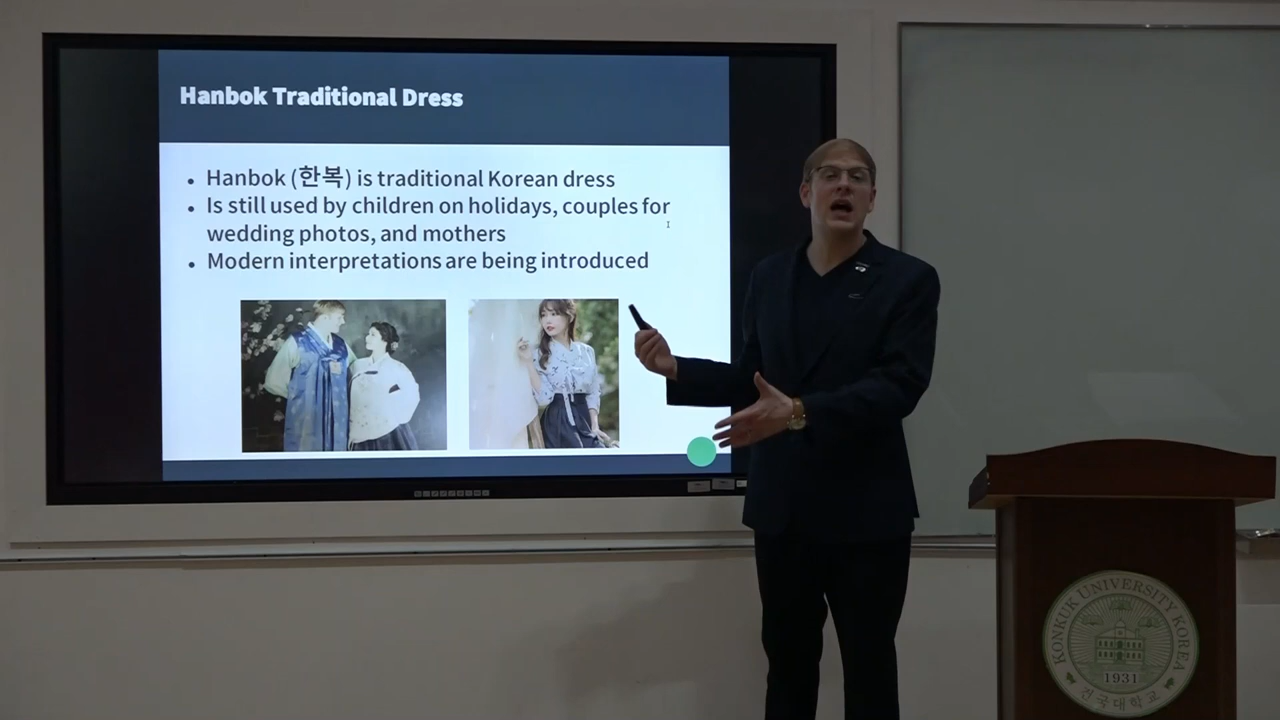 Hanbok Traditional Dress
• Hanbok (한복) is traditional Korean dress
• Is still used by children on holidays, couples for
wedding photos, and mothers
• Modern interpretations are being introduced
KONKUK UNIVERSITY KOREA
1931
건국대학교